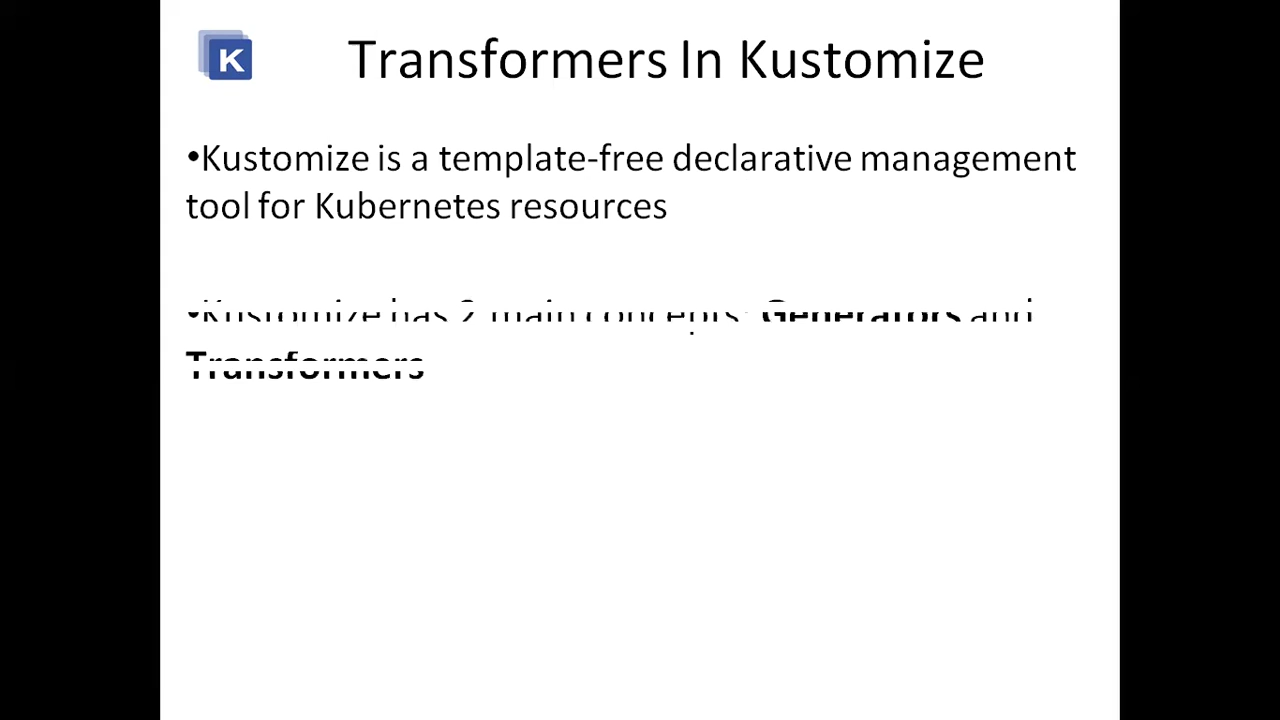 K
Transformers In Kustomize
•Kustomize is a template-free declarative management
tool for Kubernetes resources
•Kustomize has 2 main concepts: Generators and
Transformers